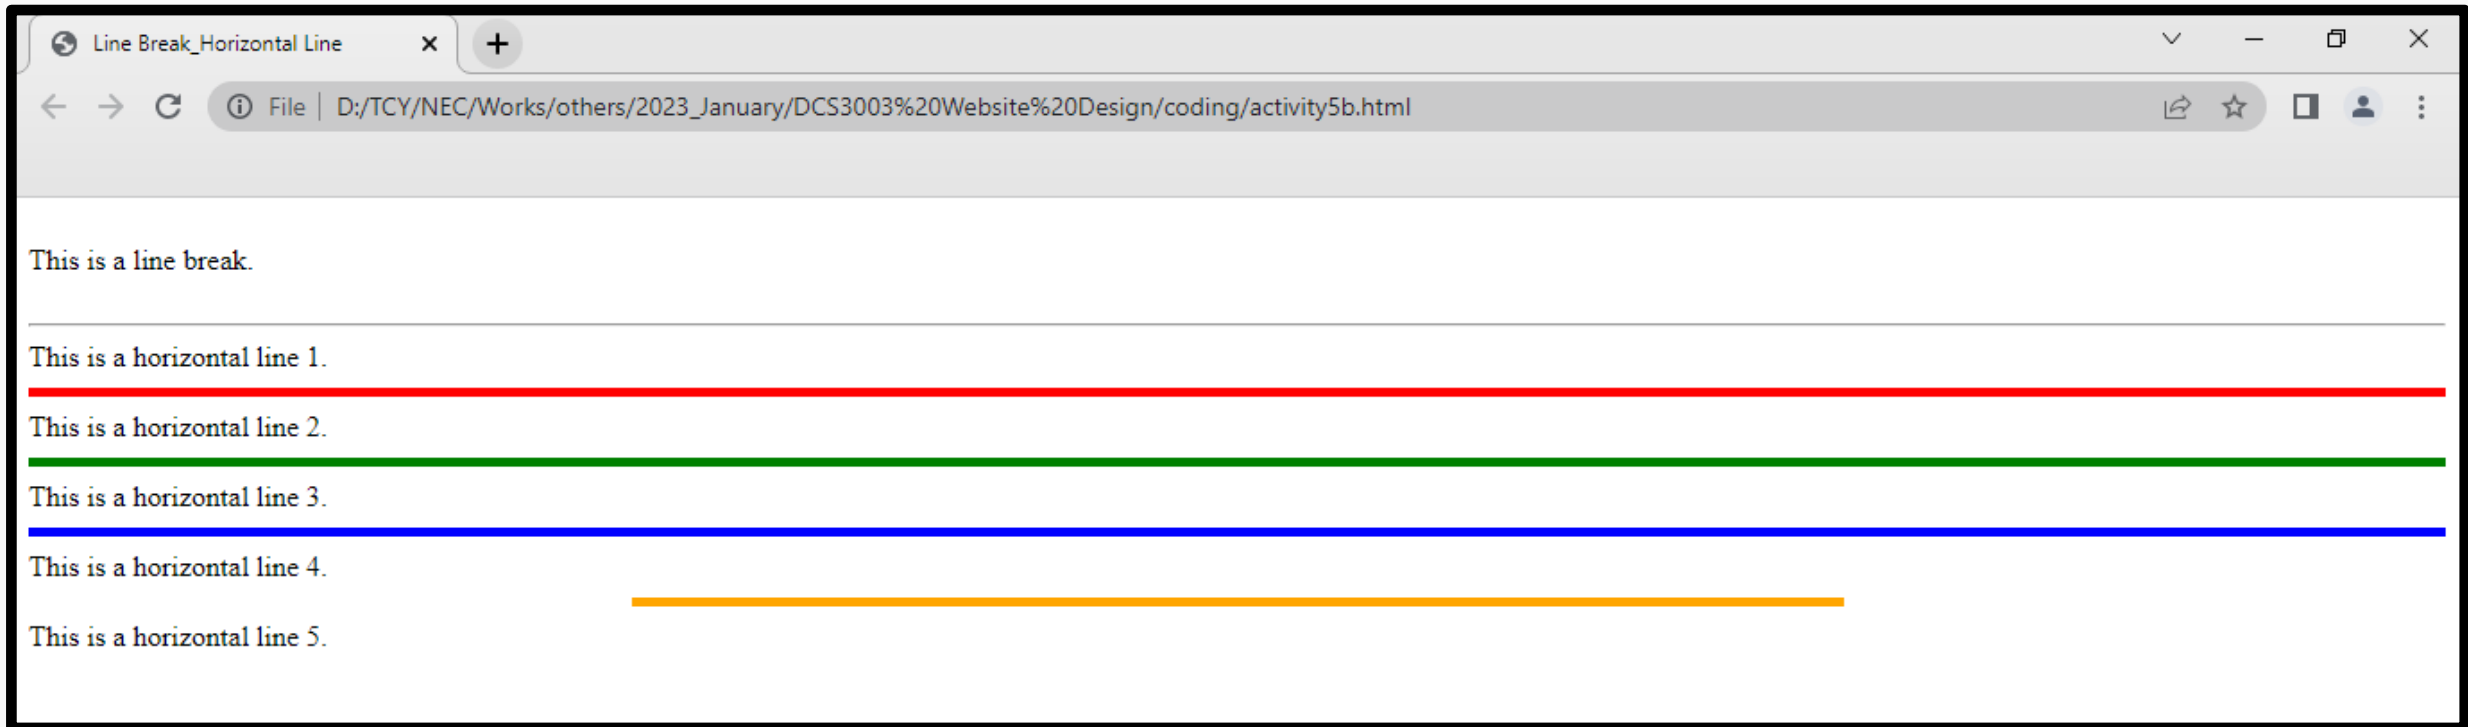 Line Break_Horizontal Line
File | D:/TCY/NEC/Works/others/2023_January/DCS3003%20Website%20Design/coding/activity5b.html
This is a line break.
This is a horizontal line 1.
This is a horizontal line 2.
This is a horizontal line 3.
This is a horizontal line 4.
This is a horizontal line 5.